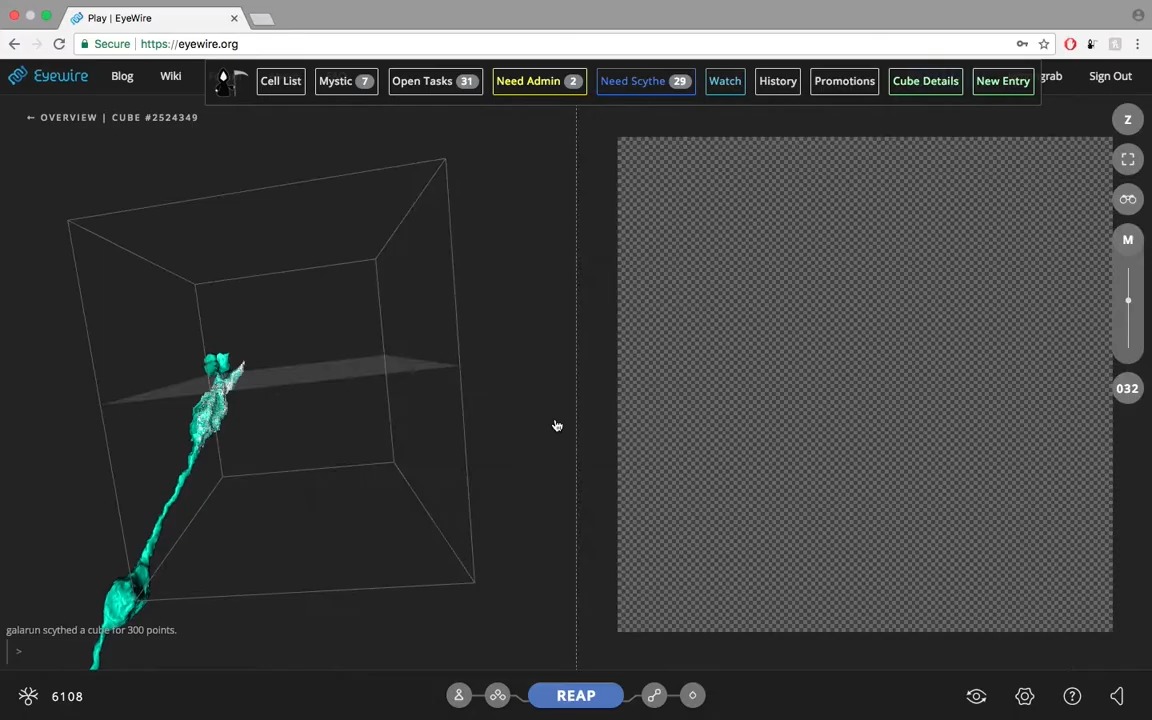 Play | EyeWire
Secure | https://eyewire.org
Eyewire Blog Wiki Cell List Mystic 7 Open Tasks 31 Need Admin 2 Need Scythe 29 Watch History Promotions Cube Details New Entry grab Sign Out
← OVERVIEW | CUBE #2524349
Z
M
032
galarun scythed a cube for 300 points.
>
6108 REAP